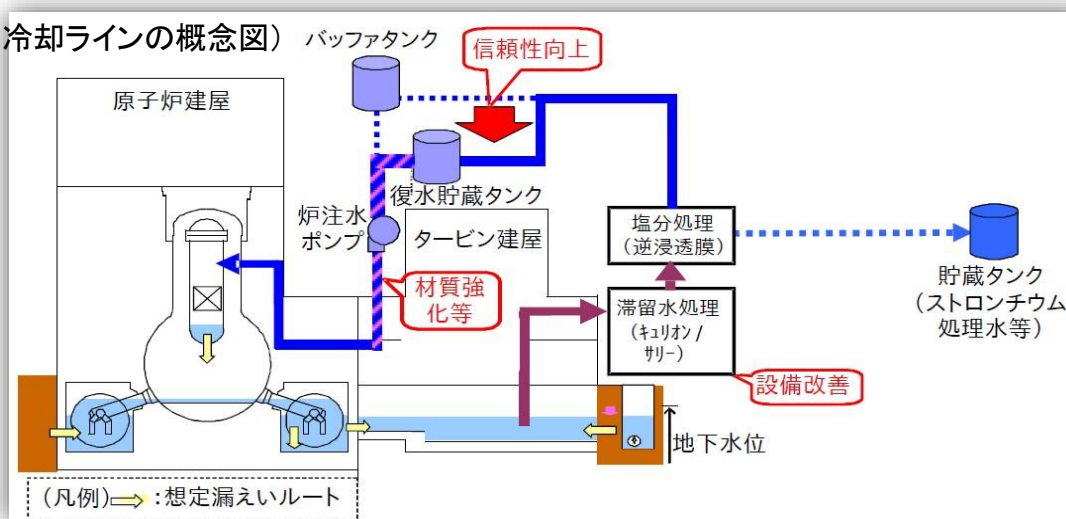 冷却ラインの概念図）
バッファタンク
信頼性向上
原子炉建屋
復水貯蔵タンク
炉注水
ポンプ
タービン建屋
塩分処理
（逆浸透膜）
貯蔵タンク
（ストロンチウム
処理水等）
材質強
化等
滞留水処理
（ｷｭﾘｵﾝ /
ｻﾘｰ）
設備改善
地下水位
（凡例） ：想定漏えいルート